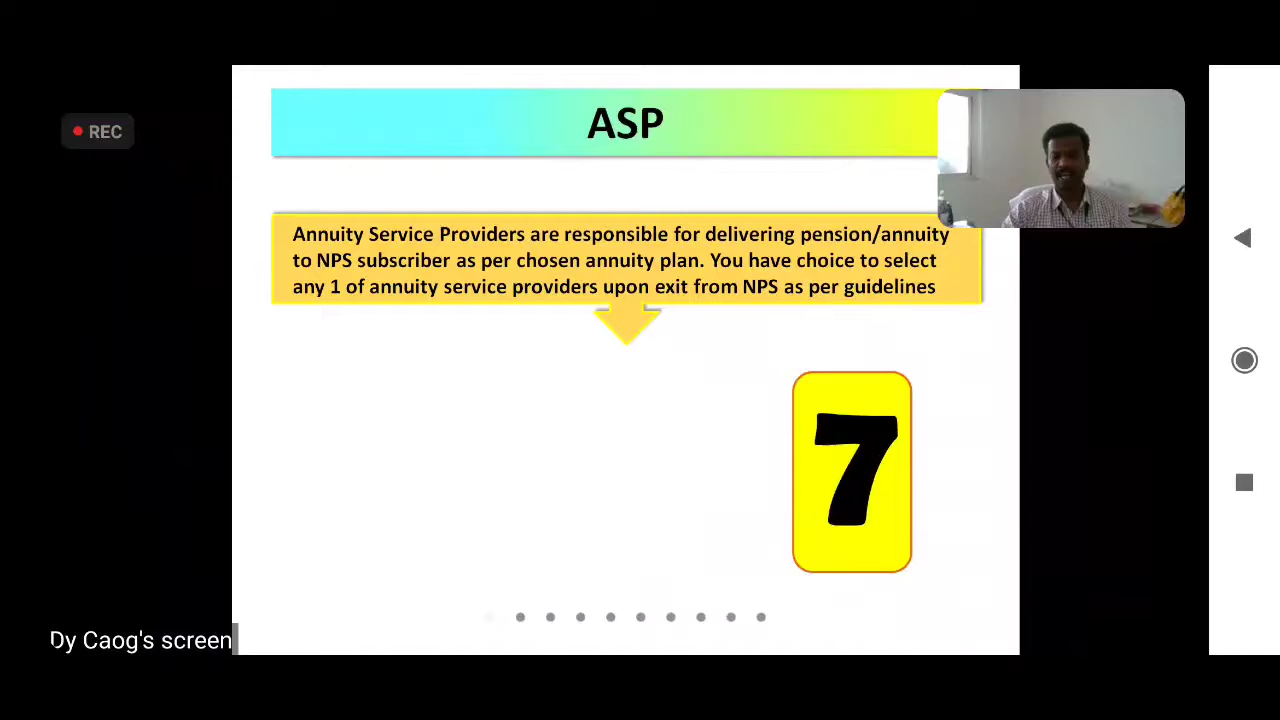 ASP
REC
Annuity Service Providers are responsible for delivering pension/annuity
to NPS subscriber as per chosen annuity plan. You have choice to select
any 1 of annuity service providers upon exit from NPS as per guidelines
7
Dy Caog's screen